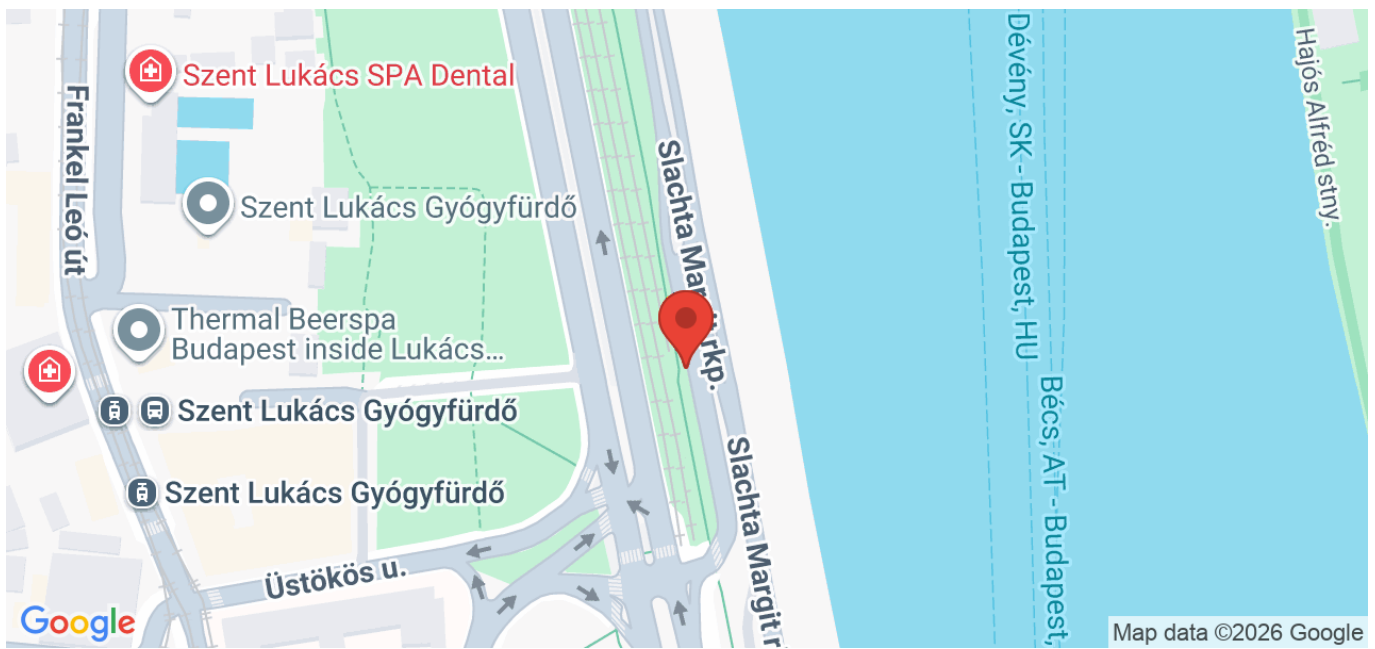 Szent Lukács SPA Dental
Frankel Leó út
Szent Lukács Gyógyfürdő
Thermal Beerspa
Budapest inside Lukács...
Szent Lukács Gyógyfürdő
Szent Lukács Gyógyfürdő
Üstökös u.
Slachta Mar
rkp.
Slachta Margit r
Dévény, SK - Budapest, HU
Bécs, AT - Budapest,
Hajós Alfréd stny.
Google
Map data ©2026 Google